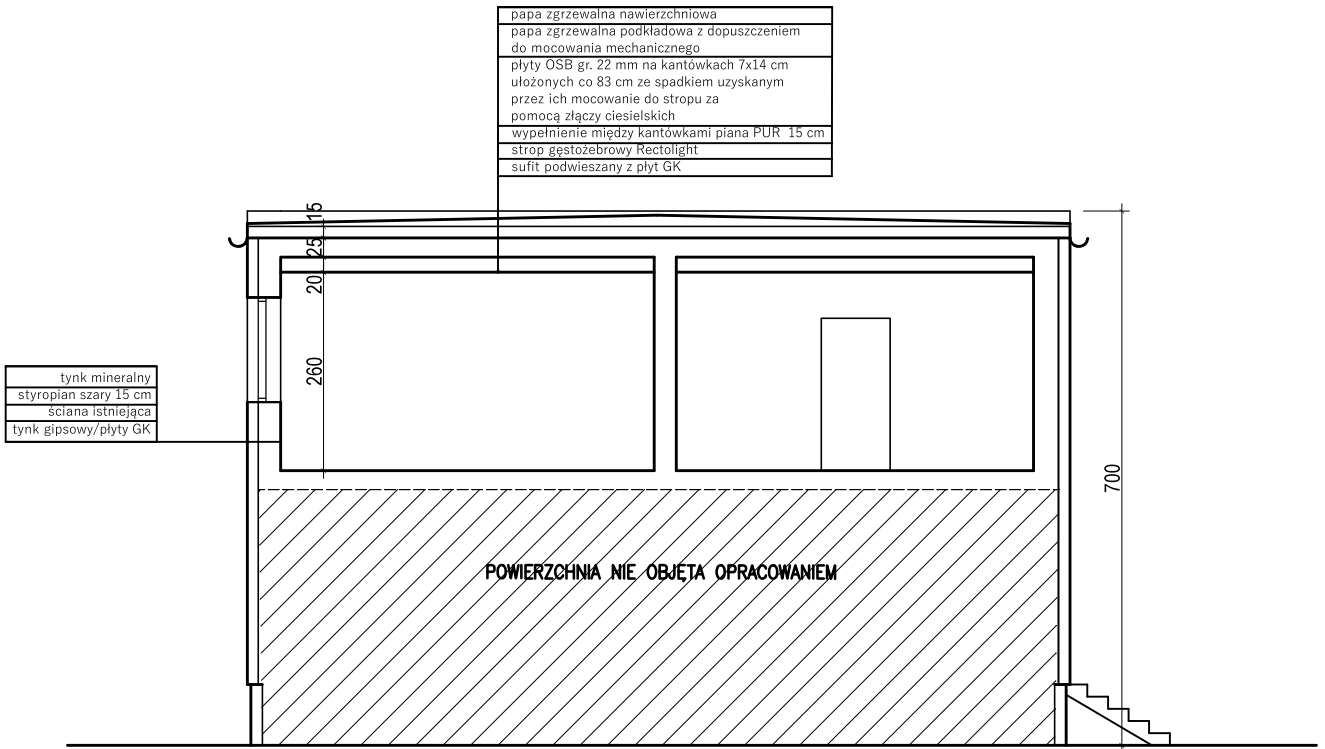 papa zgrzewalna nawierzchniowa
papa zgrzewalna podkładowa z dopuszczeniem
do mocowania mechanicznego
płyty OSB gr. 22 mm na kantówkach 7x14 cm
ułożonych co 83 cm ze spadkiem uzyskanym
przez ich mocowanie do stropu za
pomocą złączy ciesielskich
wypełnienie między kantówkami piana PUR 15 cm
strop gęstożebrowy Rectolight
sufit podwieszany z płyt GK
15
25
20
260
tynk mineralny
styropian szary 15 cm
ściana istniejąca
tynk gipsowy/płyty GK
700
POWIERZCHNIA NIE OBJĘTA OPRACOWANIEM